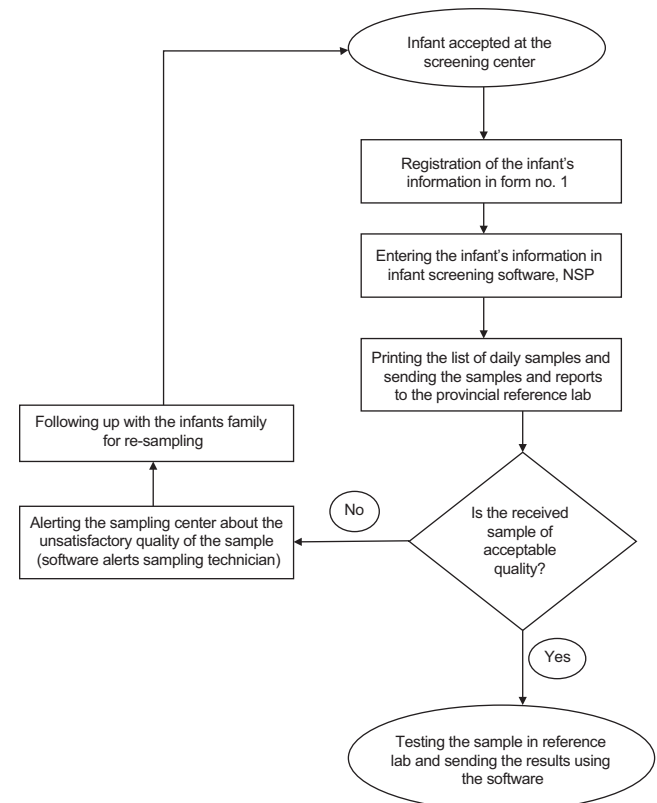 Infant accepted at the
screening center
Registration of the infant's
information in form no. 1
Entering the infant's information in
infant screening software, NSP
Printing the list of daily samples and
sending the samples and reports
to the provincial reference lab
Is the received
sample of
acceptable
quality?
No
Alerting the sampling center about the
unsatisfactory quality of the sample
(software alerts sampling technician)
Following up with the infants family
for re-sampling
Yes
Testing the sample in reference
lab and sending the results using
the software